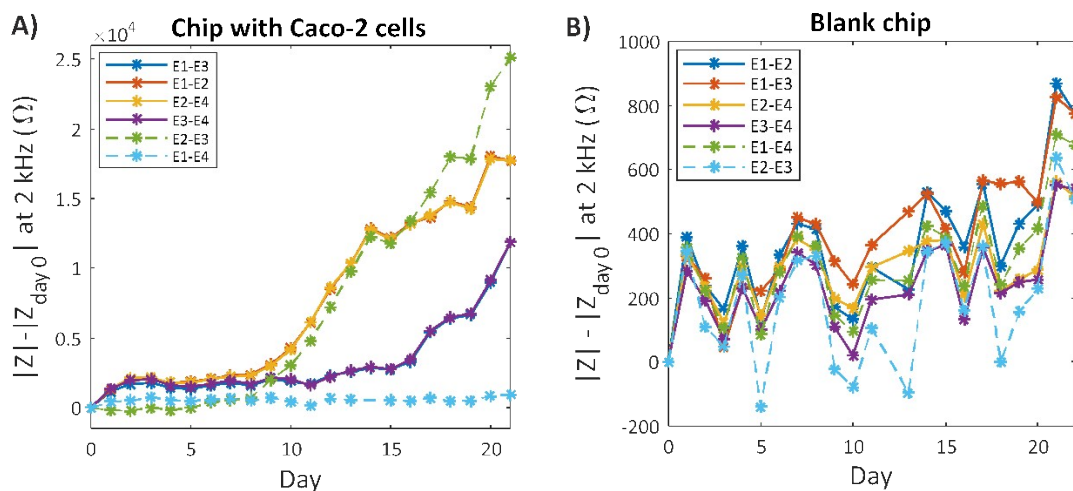 A)
Chip with Caco-2 cells
×10⁴
|Z| - |Z_day 0| at 2 kHz (Ω)
2.5
2
1.5
1
0.5
0
E1-E3
E1-E2
E2-E4
E3-E4
E2-E3
E1-E4
0 5 10 15 20
Day
B)
Blank chip
|Z| - |Z_day 0| at 2 kHz (Ω)
1000
800
600
400
200
0
-200
E1-E2
E1-E3
E2-E4
E3-E4
E1-E4
E2-E3
0 5 10 15 20
Day